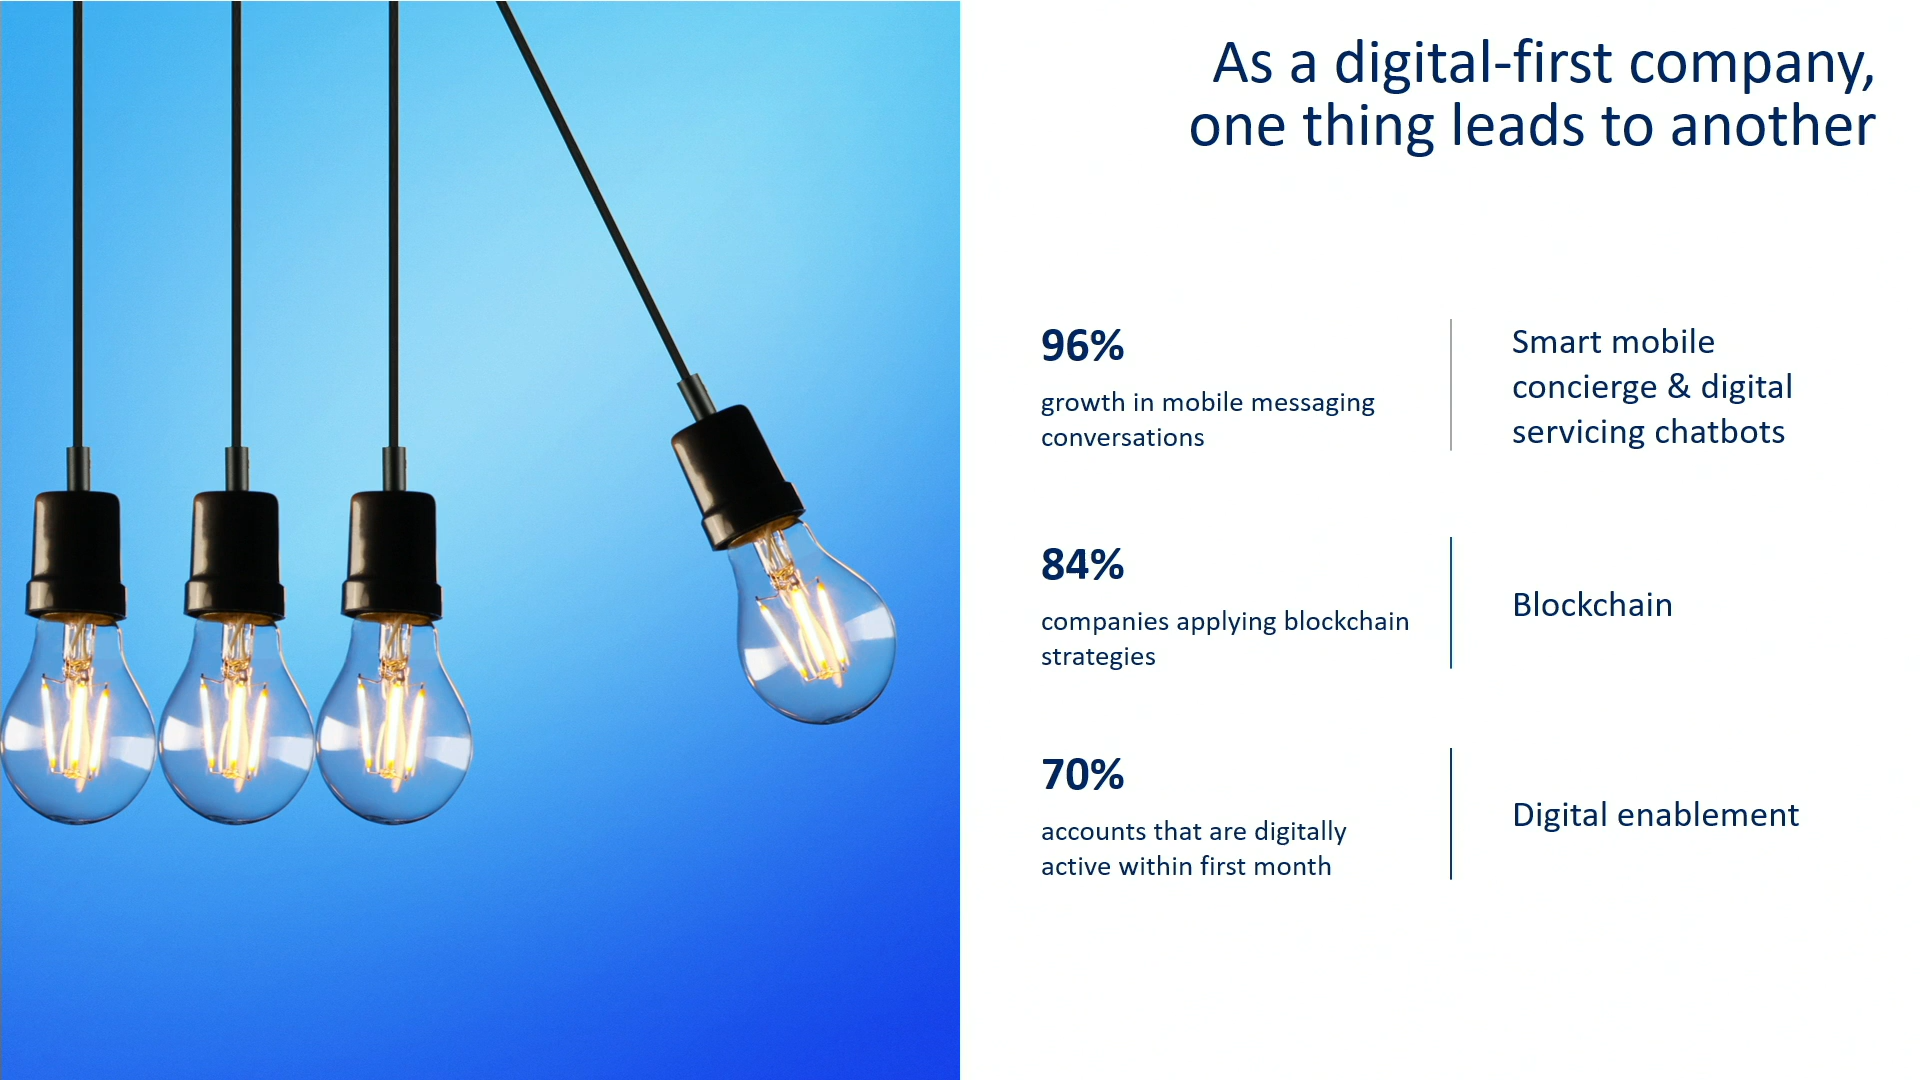 As a digital-first company,
one thing leads to another
96%
growth in mobile messaging
conversations
Smart mobile
concierge & digital
servicing chatbots
84%
companies applying blockchain
strategies
Blockchain
70%
accounts that are digitally
active within first month
Digital enablement